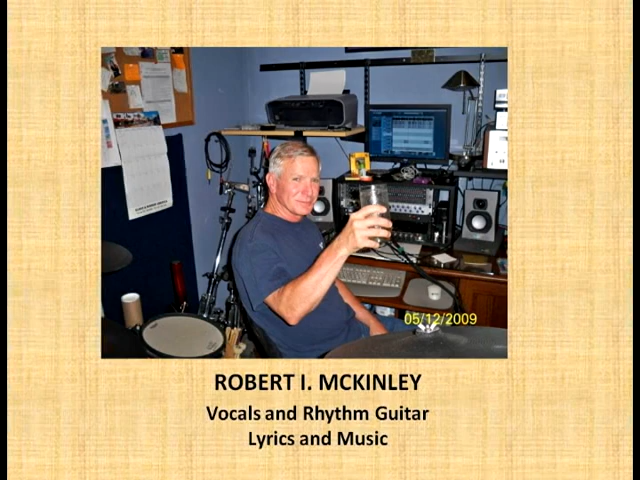 05/12/2009
ROBERT I. MCKINLEY
Vocals and Rhythm Guitar
Lyrics and Music